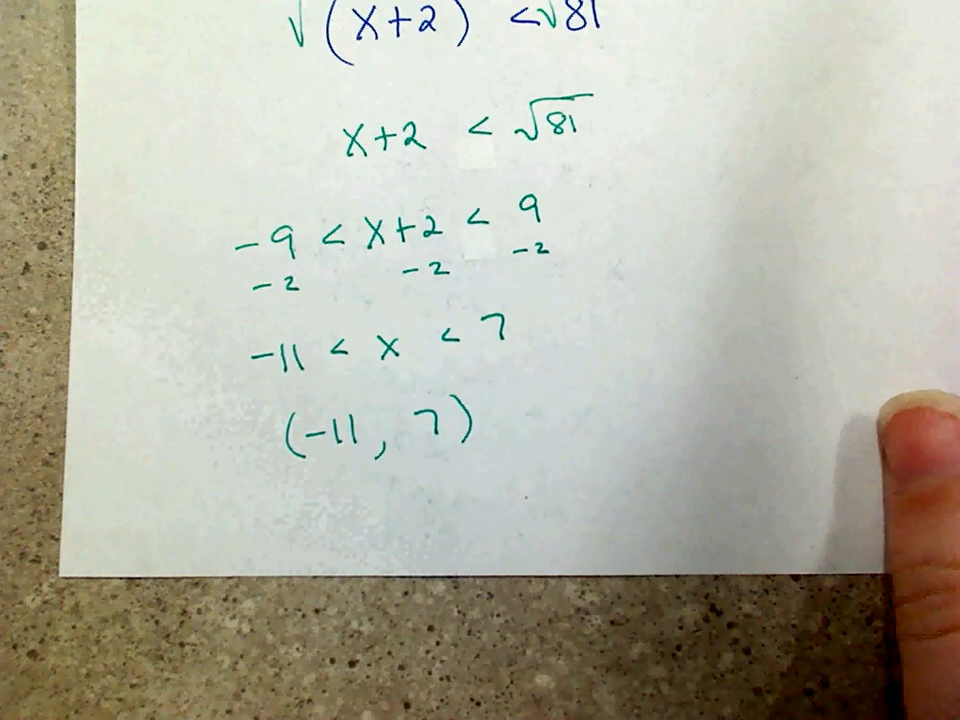 √(x+2) <√81
x+2 < √81
-9 < x+2 < 9
-2 -2 -2
-11 < x < 7
(-11, 7)